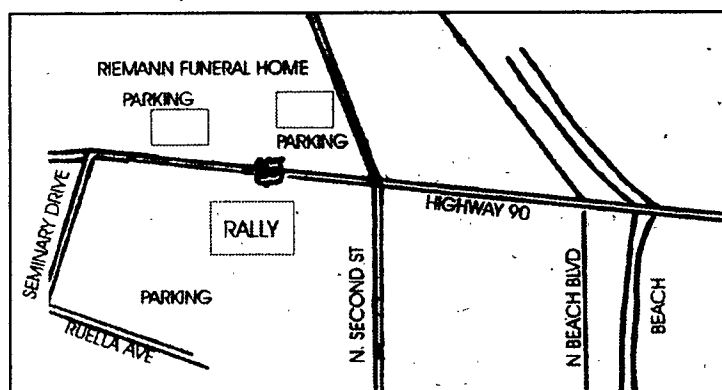 RIEMANN FUNERAL HOME
PARKING
PARKING
HIGHWAY 90
RALLY
SEMINARY DRIVE
PARKING
RUELLA AVE
N. SECOND ST
N BEACH BLVD
BEACH